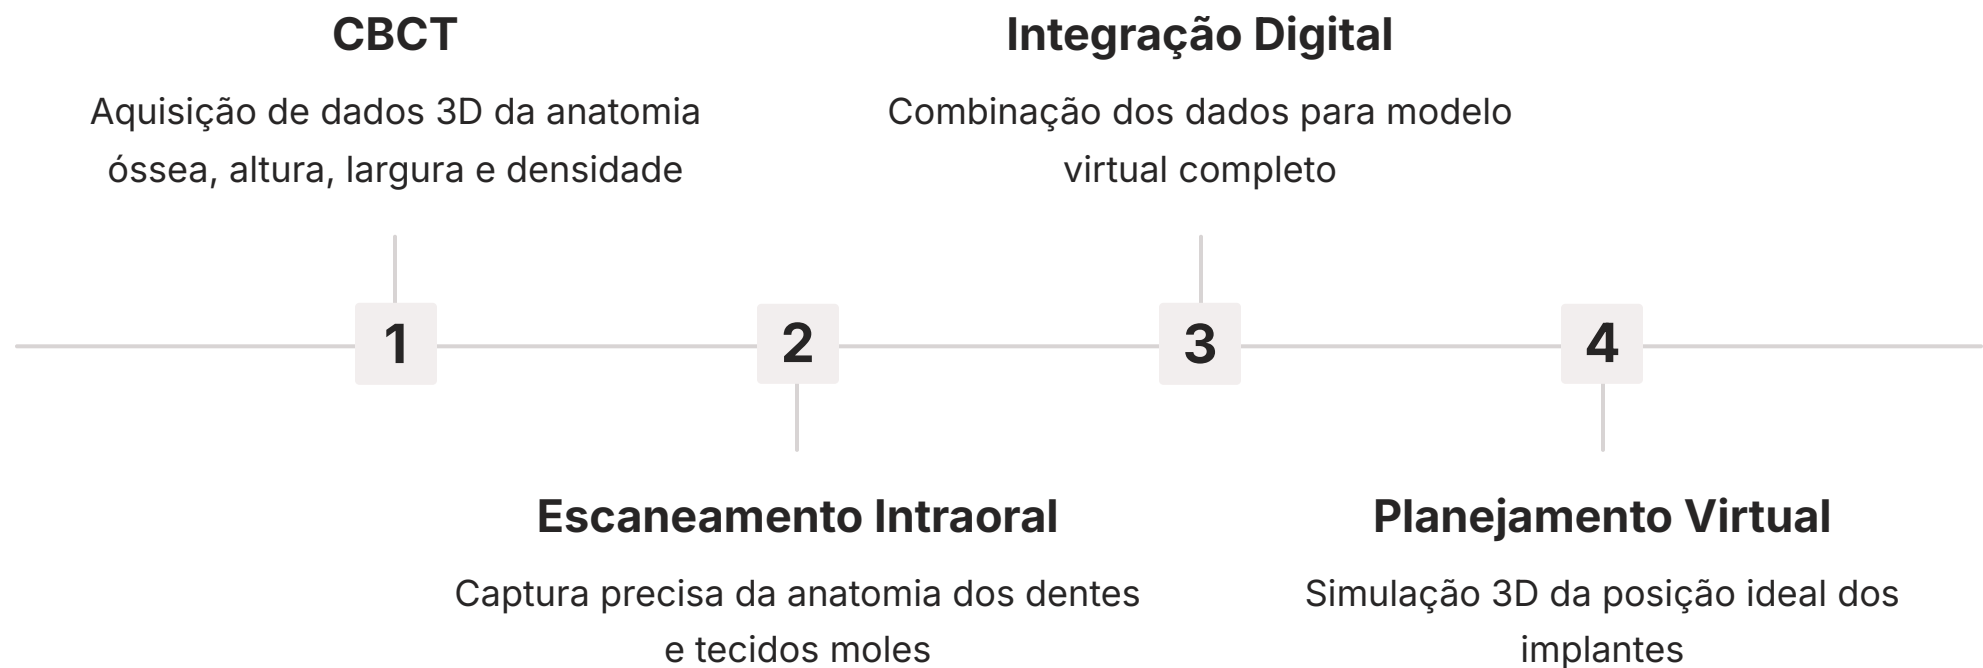 CBCT
Aquisição de dados 3D da anatomia
óssea, altura, largura e densidade
1
Escaneamento Intraoral
Captura precisa da anatomia dos dentes
e tecidos moles
2
Integração Digital
Combinação dos dados para modelo
virtual completo
3
Planejamento Virtual
Simulação 3D da posição ideal dos
implantes
4